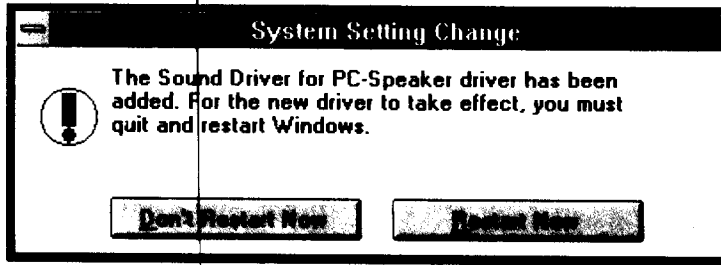 System Setting Change
The Sound Driver for PC-Speaker driver has been
added. For the new driver to take effect, you must
quit and restart Windows.
Don't Restart Now
Restart Now